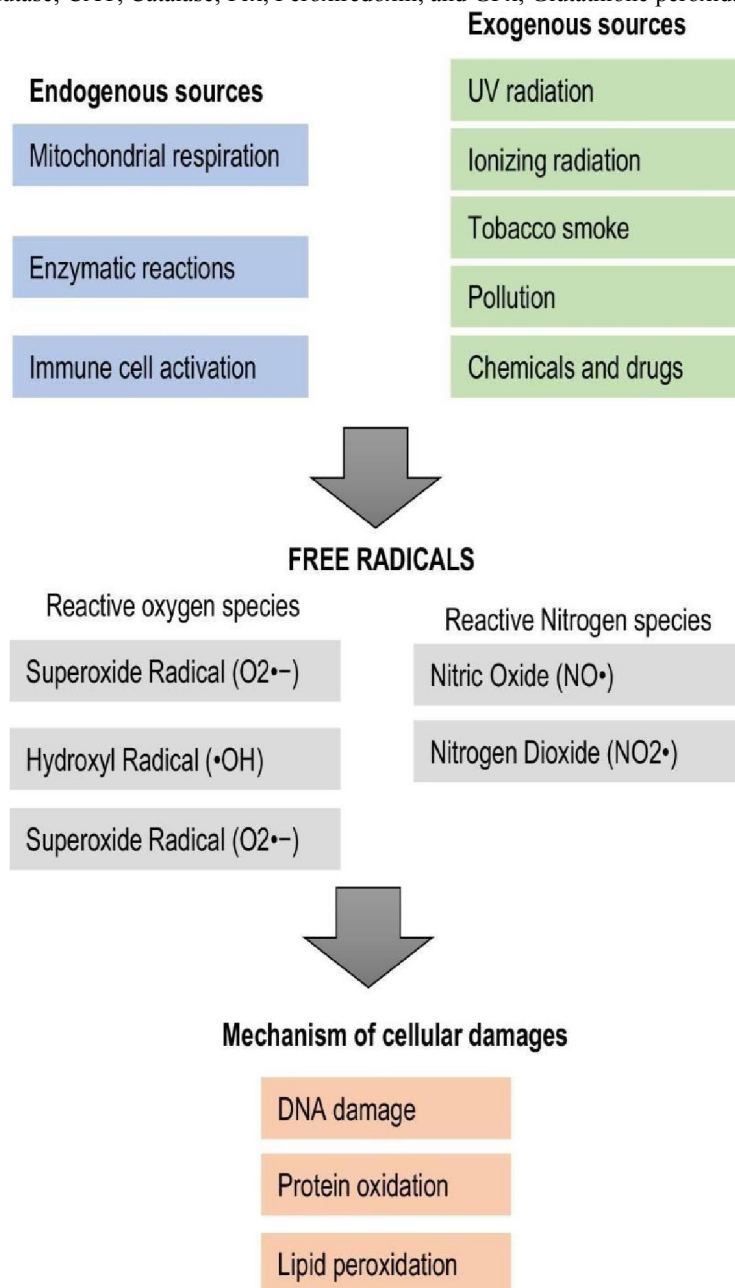 Exogenous sources
Endogenous sources
UV radiation
Mitochondrial respiration
Ionizing radiation
Tobacco smoke
Enzymatic reactions
Pollution
Immune cell activation
Chemicals and drugs
FREE RADICALS
Reactive oxygen species
Reactive Nitrogen species
Superoxide Radical (O2•−)
Nitric Oxide (NO•)
Hydroxyl Radical (•OH)
Nitrogen Dioxide (NO2•)
Superoxide Radical (O2•−)
Mechanism of cellular damages
DNA damage
Protein oxidation
Lipid peroxidation